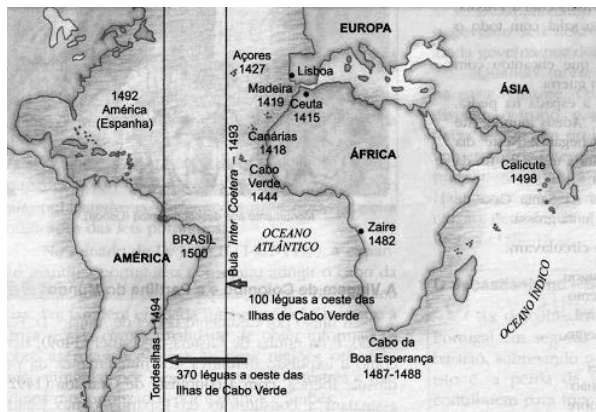 EUROPA
Açores
1427
Lisboa
Madeira
1419
Ceuta
1415
ÁSIA
1492
América
(Espanha)
Canárias
1418
ÁFRICA
Calicute
1498
Cabo
Verde
1444
Bula Inter Coetera – 1493
Zaire
1482
BRASIL
1500
OCEANO
ATLÂNTICO
AMÉRICA
100 léguas a oeste das
Ilhas de Cabo Verde
OCEANO ÍNDICO
Tordesilhas – 1494
Cabo da
Boa Esperança
1487-1488
370 léguas a oeste das
Ilhas de Cabo Verde